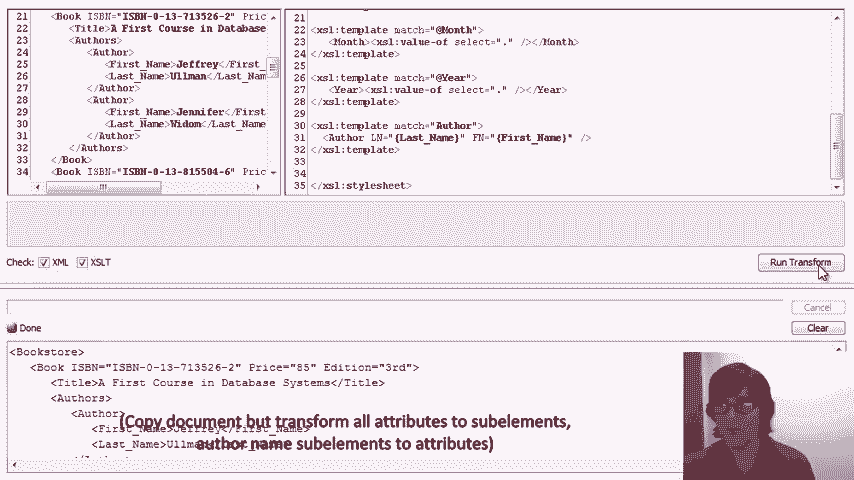 21 <Book ISBN="ISBN-0-13-713526-2" Pric
22 <Title>A First Course in Database
23 <Authors>
24 <Author>
25 <First_Name>Jeffrey</First_
26 <Last_Name>Ullman</Last_Nam
27 </Author>
28 <Author>
29 <First_Name>Jennifer</First
30 <Last_Name>Widom</Last_Name
31 </Author>
32 </Authors>
33 </Book>
34 <Book ISBN="ISBN-0-13-815504-6" Pric
21
22 <xsl:template match="@Month">
23 <Month><xsl:value-of select="." /></Month>
24 </xsl:template>
25
26 <xsl:template match="@Year">
27 <Year><xsl:value-of select="." /></Year>
28 </xsl:template>
29
30 <xsl:template match="Author">
31 <Author LN="{Last_Name}" FN="{First_Name}" />
32 </xsl:template>
33
34
35 </xsl:stylesheet>
Check: XML XSLT
Run Transform
Cancel
Done
Clear
<Bookstore>
<Book ISBN="ISBN-0-13-713526-2" Price="85" Edition="3rd">
<Title>A First Course in Database Systems</Title>
<Authors>
<Author>
<First_Name>Jeffrey</First_Name>
(Copy document but transform all attributes to subelements,
<Last_Name>Ullma
author name subelements to attributes)